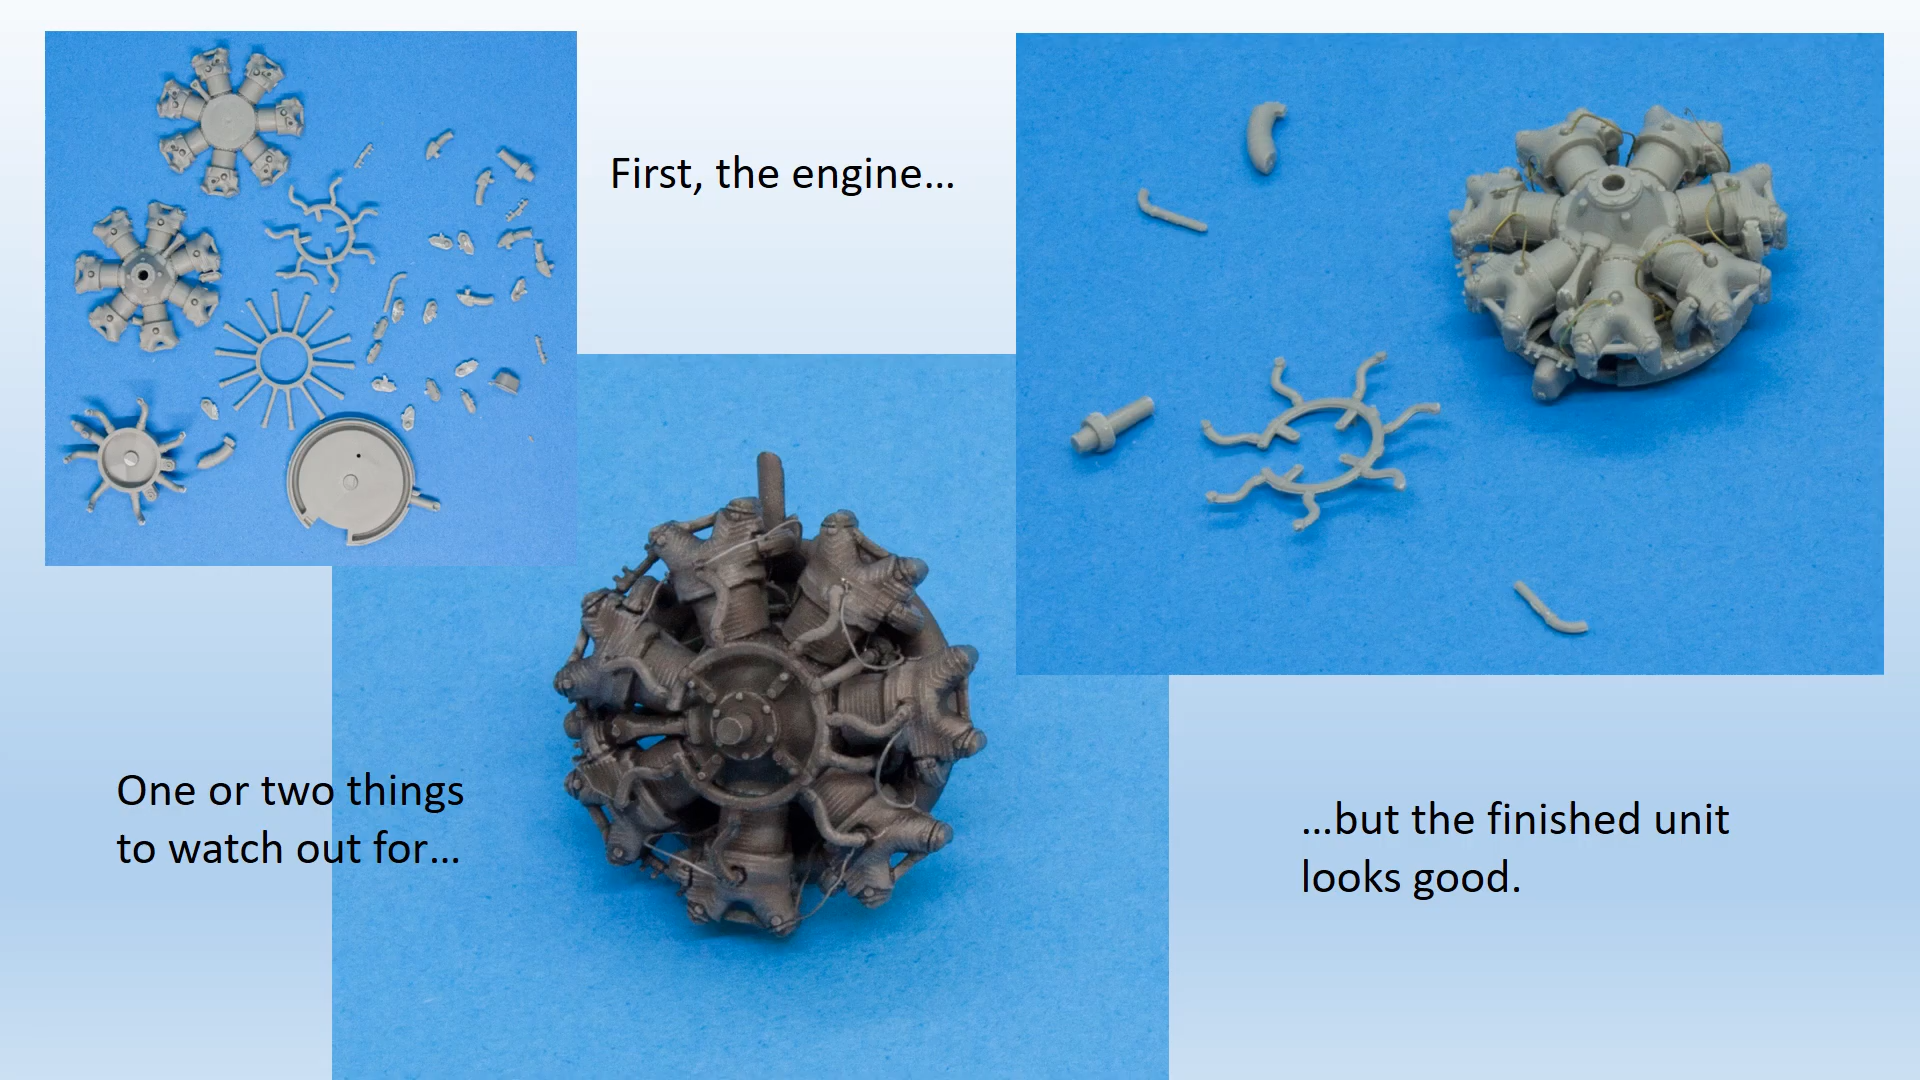 First, the engine…
One or two things
to watch out for…
…but the finished unit
looks good.